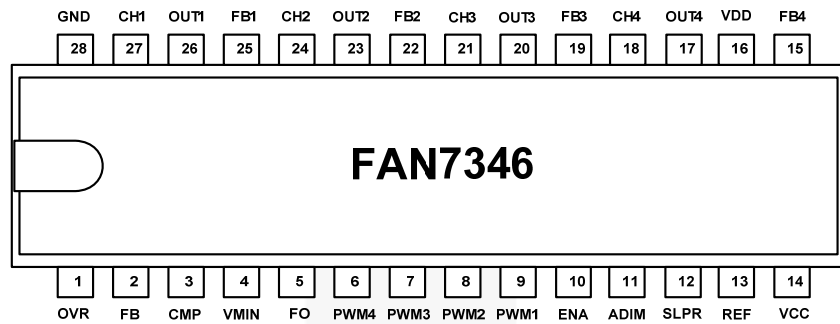 GND CH1 OUT1 FB1 CH2 OUT2 FB2 CH3 OUT3 FB3 CH4 OUT4 VDD FB4
28 27 26 25 24 23 22 21 20 19 18 17 16 15
FAN7346
1 2 3 4 5 6 7 8 9 10 11 12 13 14
OVR FB CMP VMIN FO PWM4 PWM3 PWM2 PWM1 ENA ADIM SLPR REF VCC